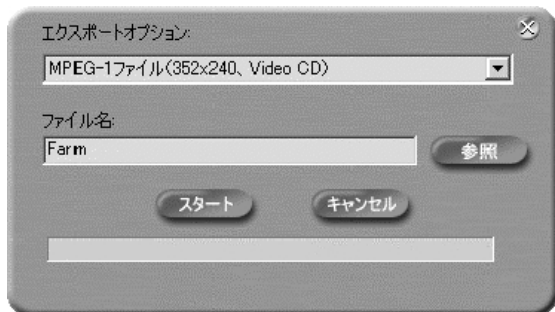 エクスポートオプション:
MPEG-1ファイル(352x240、Video CD)
ファイル名:
Farm
参照
スタート
キャンセル